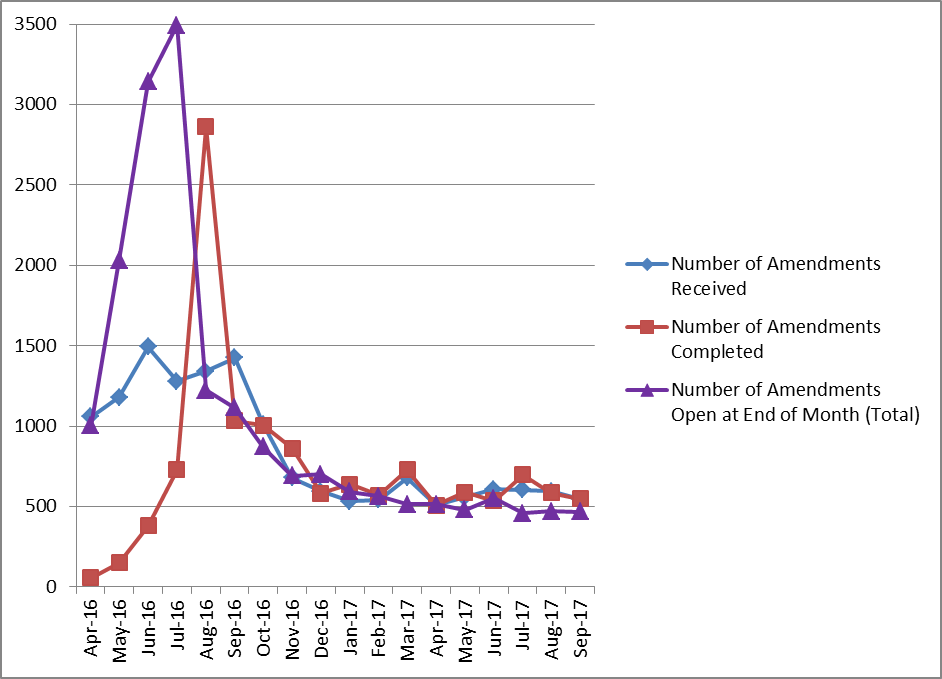 3500
3000
2500
2000
1500
1000
500
0
Apr-16
May-16
Jun-16
Jul-16
Aug-16
Sep-16
Oct-16
Nov-16
Dec-16
Jan-17
Feb-17
Mar-17
Apr-17
May-17
Jun-17
Jul-17
Aug-17
Sep-17
Number of Amendments
Received
Number of Amendments
Completed
Number of Amendments
Open at End of Month (Total)